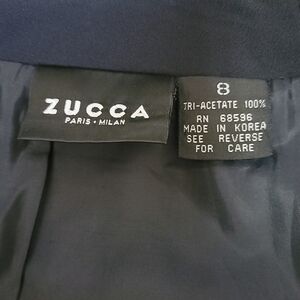 ZUCCA
PARIS • MILAN
8
TRI-ACETATE 100%
RN 68596
MADE IN KOREA
SEE REVERSE
FOR CARE